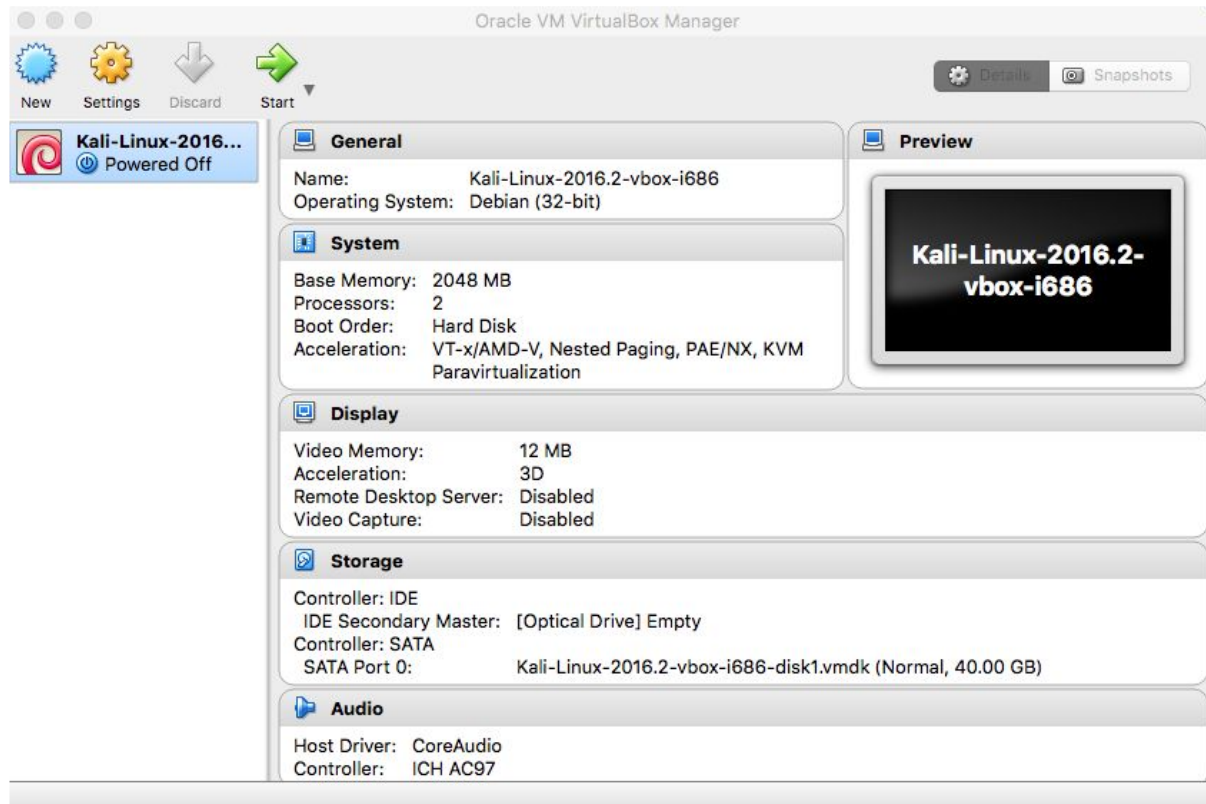 Oracle VM VirtualBox Manager
New
Settings
Discard
Start
Details
Snapshots
Kali-Linux-2016...
Powered Off
General
Name: Kali-Linux-2016.2-vbox-i686
Operating System: Debian (32-bit)
Preview
Kali-Linux-2016.2-
vbox-i686
System
Base Memory: 2048 MB
Processors: 2
Boot Order: Hard Disk
Acceleration: VT-x/AMD-V, Nested Paging, PAE/NX, KVM
Paravirtualization
Display
Video Memory: 12 MB
Acceleration: 3D
Remote Desktop Server: Disabled
Video Capture: Disabled
Storage
Controller: IDE
IDE Secondary Master: [Optical Drive] Empty
Controller: SATA
SATA Port 0: Kali-Linux-2016.2-vbox-i686-disk1.vmdk (Normal, 40.00 GB)
Audio
Host Driver: CoreAudio
Controller: ICH AC97